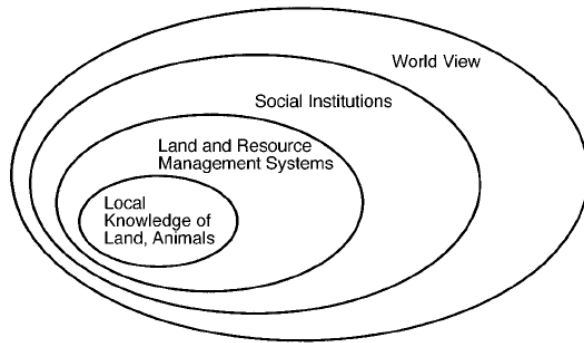 World View
Social Institutions
Land and Resource
Management Systems
Local
Knowledge of
Land, Animals